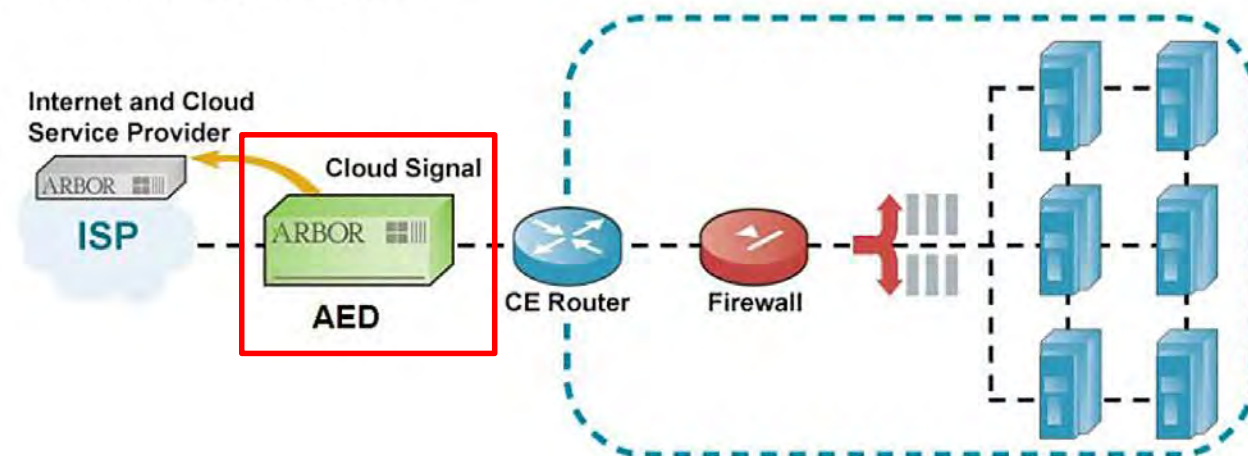 Internet and Cloud
Service Provider
Cloud Signal
ARBOR
ISP
ARBOR
AED
CE Router
Firewall